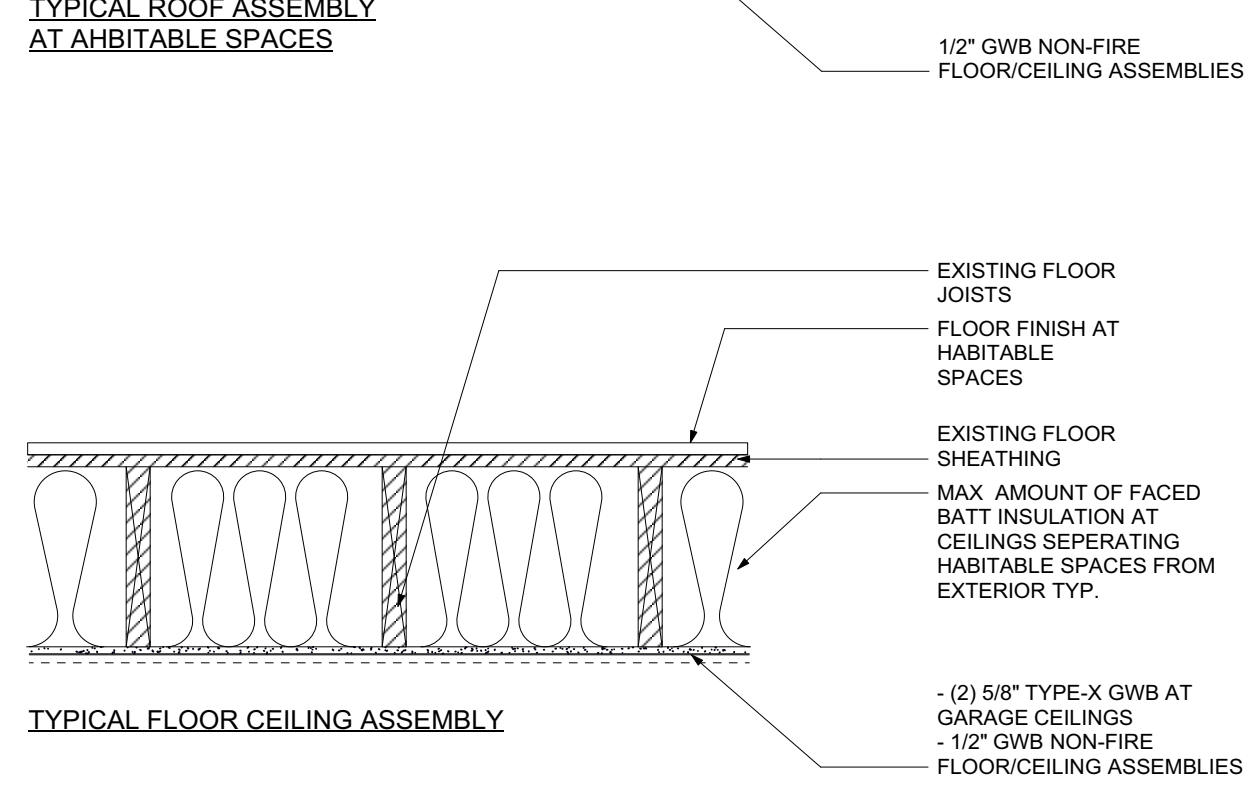 TYPICAL ROOF ASSEMBLY
AT AHBITABLE SPACES
1/2" GWB NON-FIRE
FLOOR/CEILING ASSEMBLIES
EXISTING FLOOR
JOISTS
FLOOR FINISH AT
HABITABLE
SPACES
EXISTING FLOOR
SHEATHING
MAX  AMOUNT OF FACED
BATT INSULATION AT
CEILINGS SEPERATING
HABITABLE SPACES FROM
EXTERIOR TYP.
- (2) 5/8" TYPE-X GWB AT
GARAGE CEILINGS
- 1/2" GWB NON-FIRE
FLOOR/CEILING ASSEMBLIES
TYPICAL FLOOR CEILING ASSEMBLY